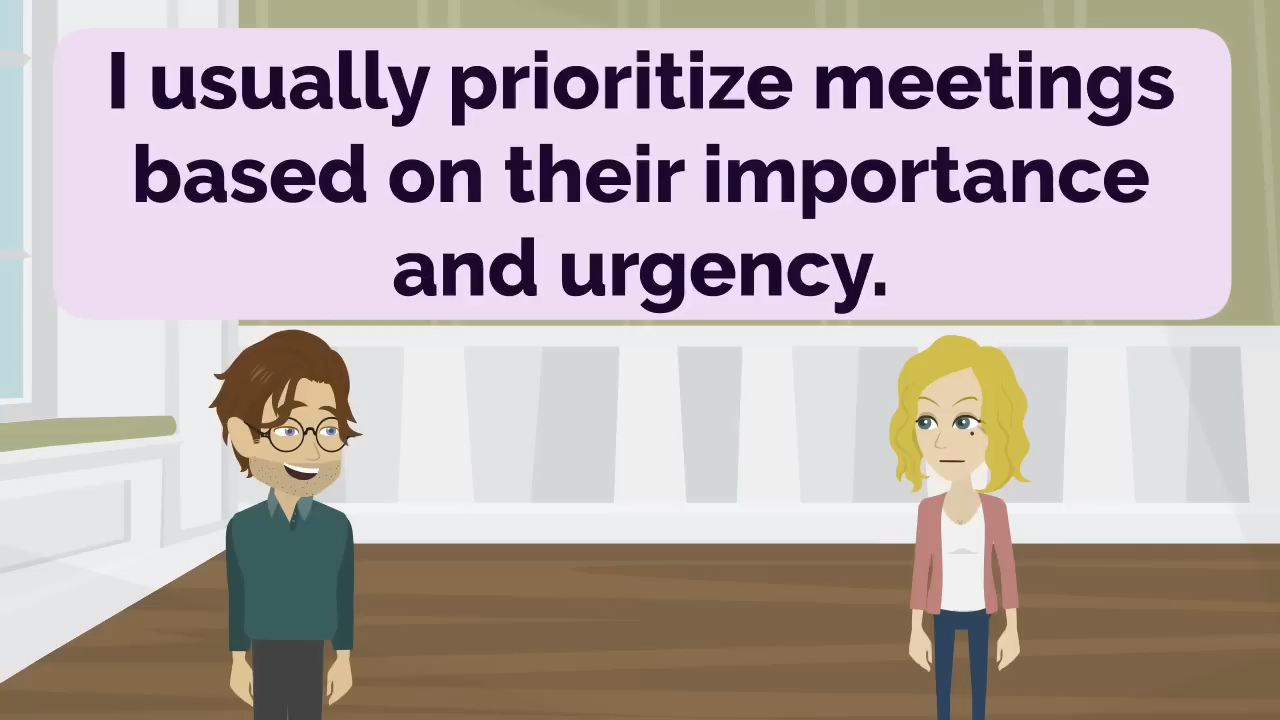 I usually prioritize meetings
based on their importance
and urgency.